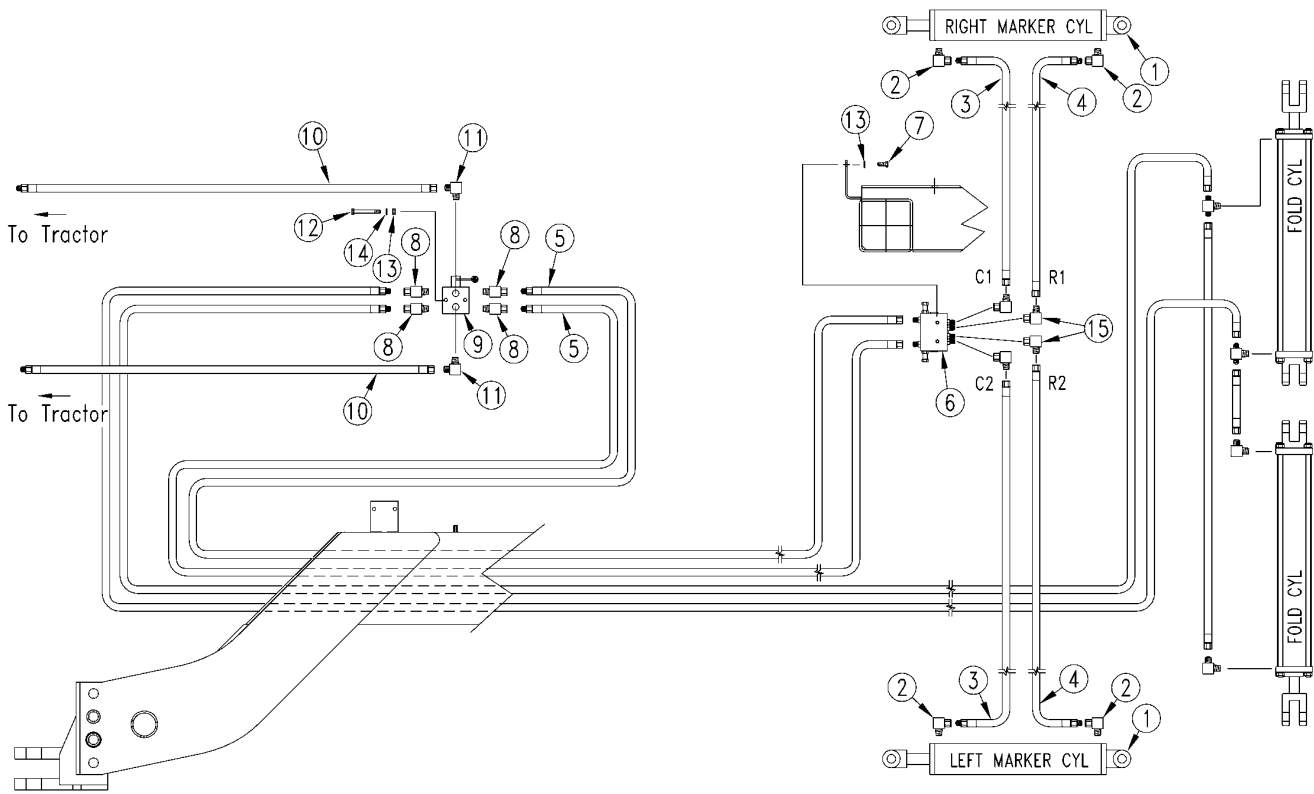 RIGHT MARKER CYL
1
2
2
3
4
13
7
10
11
FOLD CYL
To Tractor
12
14
13
8
8
5
C1
R1
15
8
9
8
5
To Tractor
10
11
6
C2
R2
FOLD CYL
2
3
4
2
1
LEFT MARKER CYL